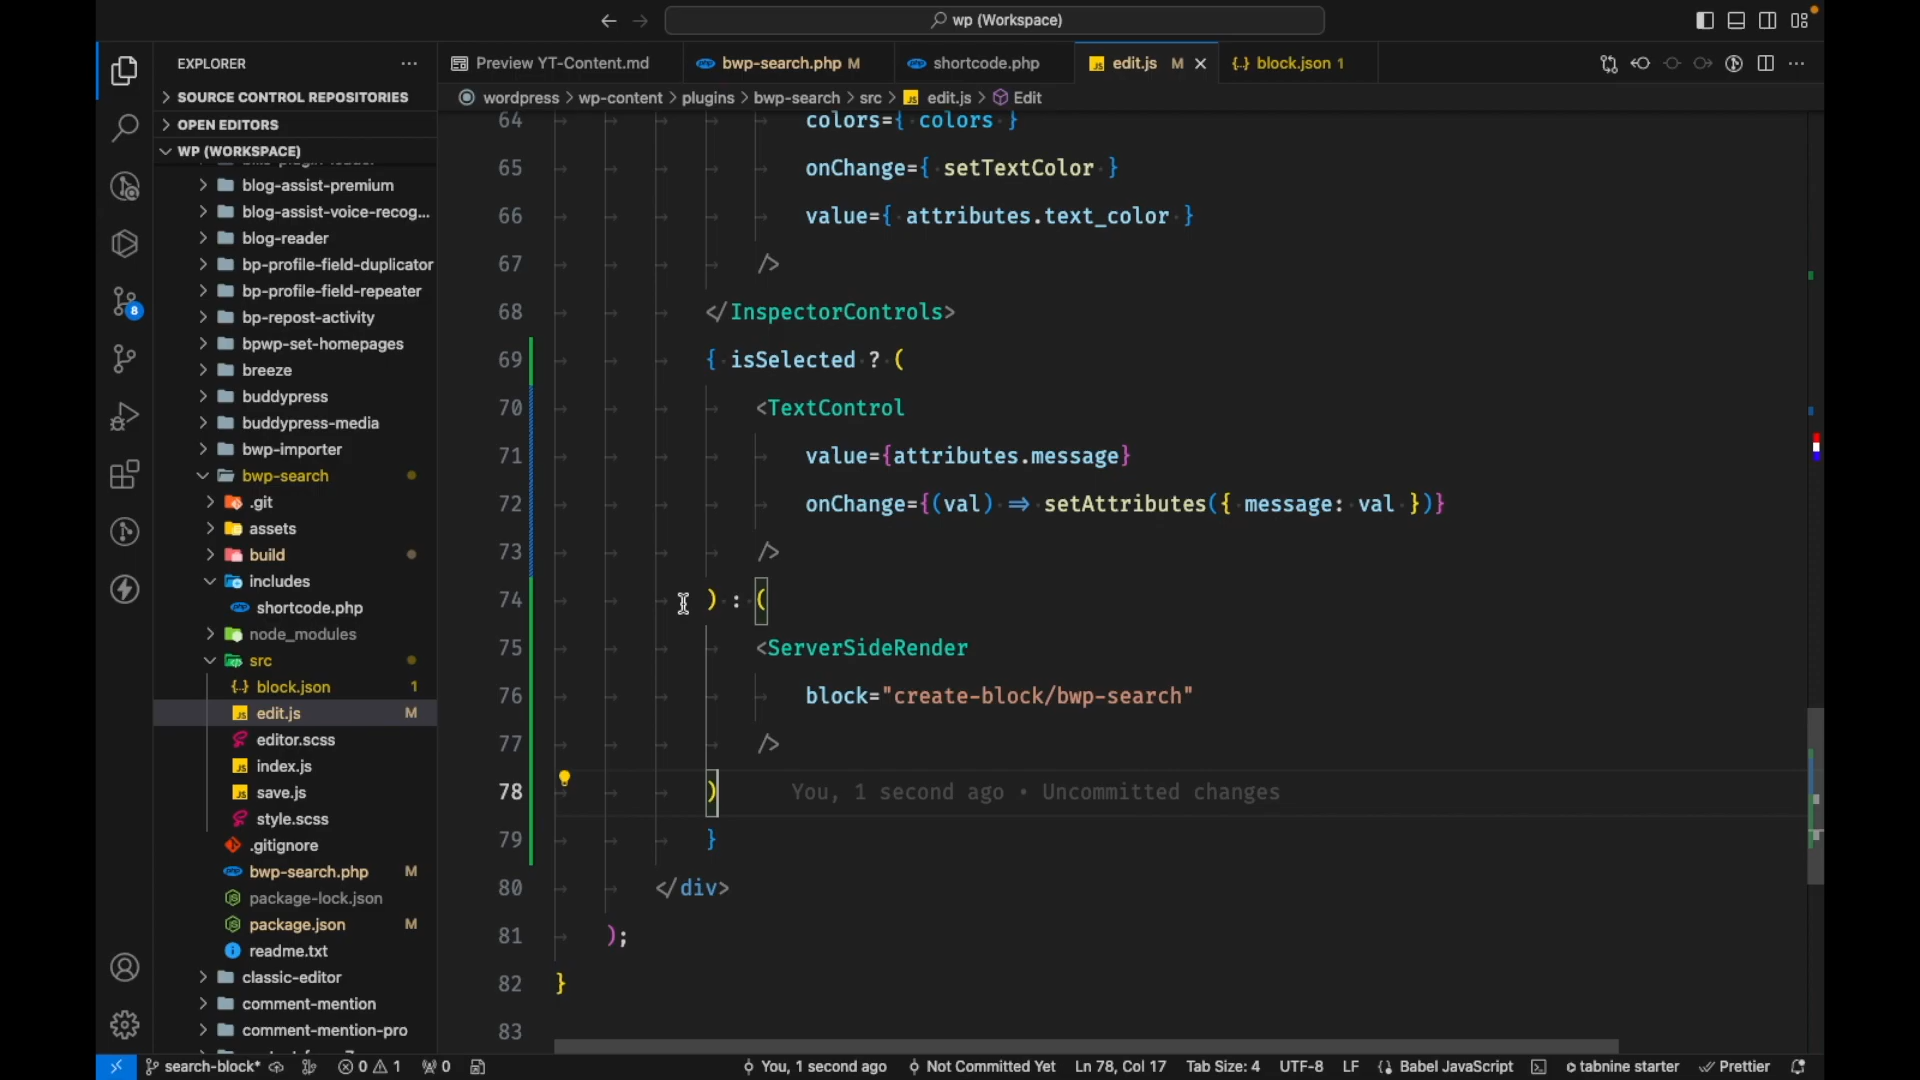 wp (Workspace)
EXPLORER
Preview YT-Content.md
bwp-search.php M
shortcode.php
edit.js M
block.json 1
SOURCE CONTROL REPOSITORIES
OPEN EDITORS
WP (WORKSPACE)
wordpress > wp-content > plugins > bwp-search > src > edit.js > Edit
blog-assist-premium
blog-assist-voice-recog...
blog-reader
bp-profile-field-duplicator
bp-profile-field-repeater
bp-repost-activity
bpwp-set-homepages
breeze
buddypress
buddypress-media
bwp-importer
bwp-search
.git
assets
build
includes
shortcode.php
node_modules
src
block.json 1
edit.js M
editor.scss
index.js
save.js
style.scss
.gitignore
bwp-search.php M
package-lock.json
package.json M
readme.txt
classic-editor
comment-mention
comment-mention-pro
8
64 colors={ colors }
65 onChange={ setTextColor }
66 value={ attributes.text_color }
67 />
68 </InspectorControls>
69 { isSelected ? (
70 <TextControl
71 value={attributes.message}
72 onChange={(val) => setAttributes({ message: val })}
73 />
74 ) : (
75 <ServerSideRender
76 block="create-block/bwp-search"
77 />
78 ) You, 1 second ago • Uncommitted changes
79 }
80 </div>
81 );
82 }
83
search-block* 0 1 0 You, 1 second ago Not Committed Yet Ln 78, Col 17 Tab Size: 4 UTF-8 LF Babel JavaScript tabnine starter Prettier